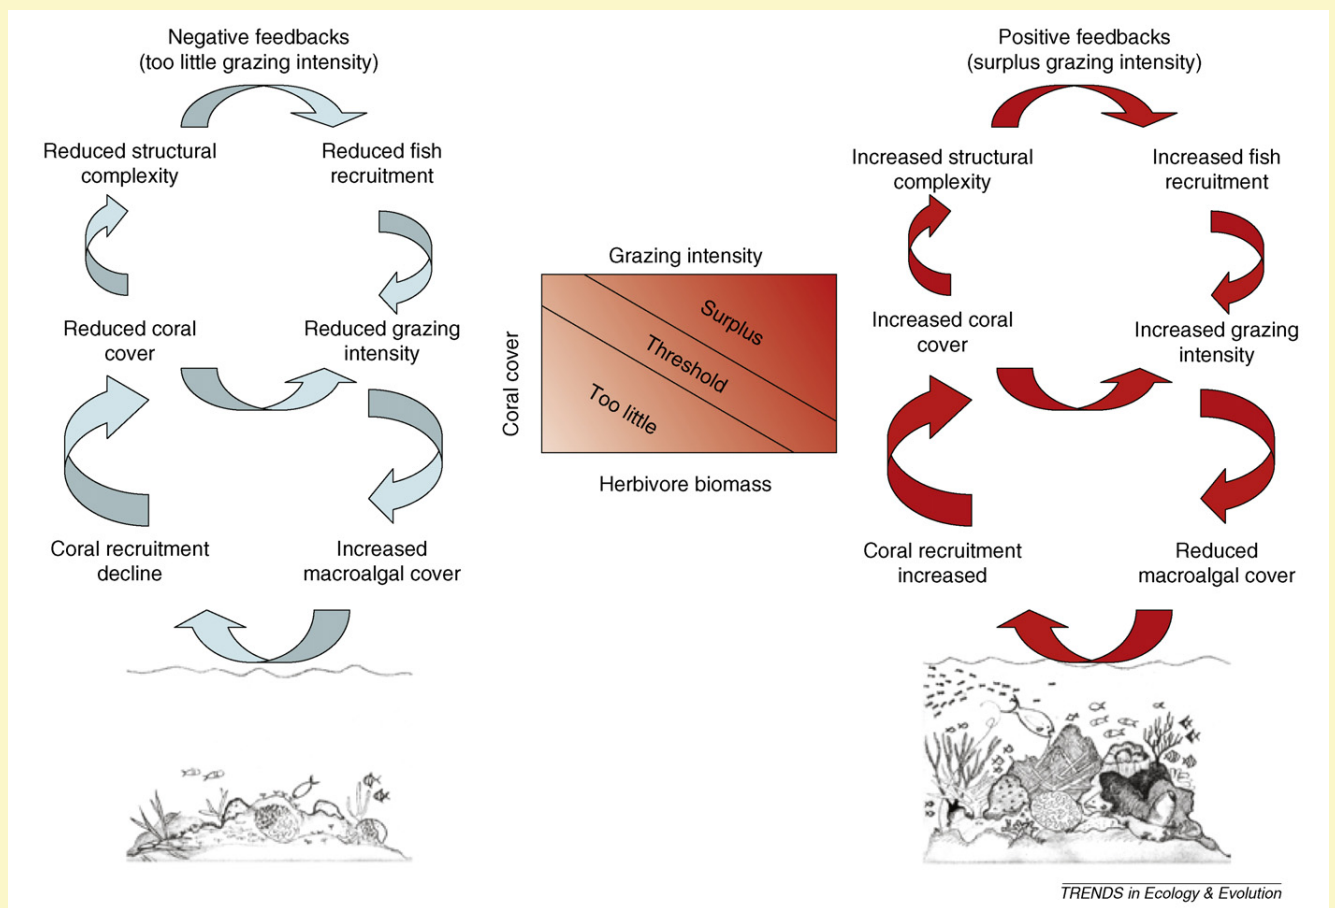 Negative feedbacks
(too little grazing intensity)
Reduced structural
complexity
Reduced fish
recruitment
Reduced coral
cover
Reduced grazing
intensity
Coral recruitment
decline
Increased
macroalgal cover
Grazing intensity
Coral cover
Surplus
Threshold
Too little
Herbivore biomass
Positive feedbacks
(surplus grazing intensity)
Increased structural
complexity
Increased fish
recruitment
Increased coral
cover
Increased grazing
intensity
Coral recruitment
increased
Reduced
macroalgal cover
TRENDS in Ecology & Evolution